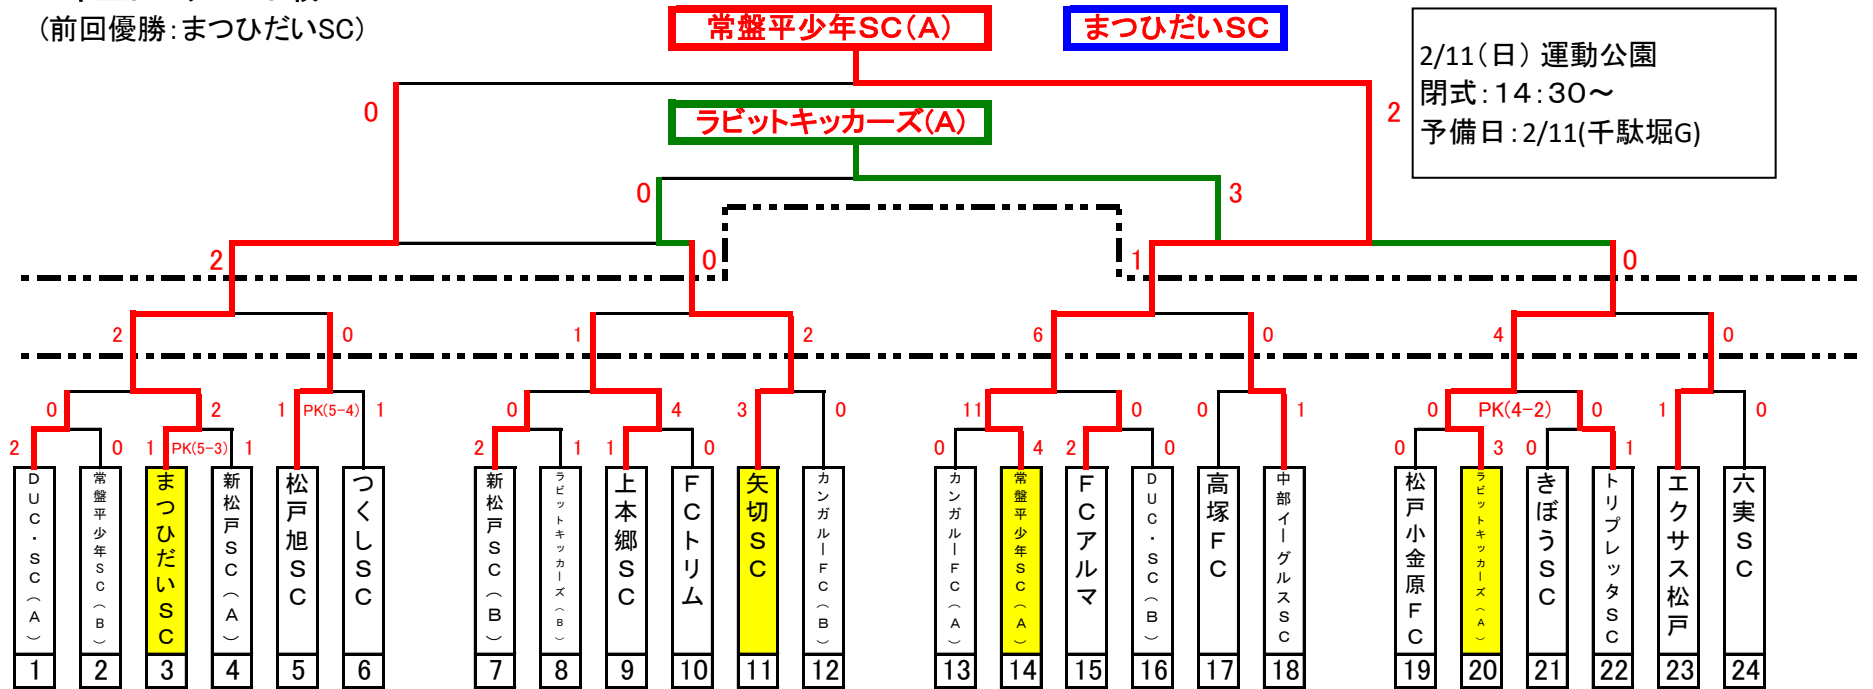 (前回優勝:まつひだいSC)
常盤平少年SC(A)
まつひだいSC
2/11(日) 運動公園
閉式:14:30~
予備日:2/11(千駄堀G)
0
2
ラビットキッカーズ(A)
0
3
2
0
1
0
2
0
1
2
6
0
4
0
0
2
1
PK(5-4)
1
0
4
3
0
11
0
0
1
0
PK(4-2)
0
1
0
2
0
1
PK(5-3)
1
2
1
1
0
0
4
2
0
0
3
0
1
DUC・SC(A)
常盤平少年SC(B)
まつひだいSC
新松戸SC(A)
松戸旭SC
つくしSC
新松戸SC(B)
ラビットキッカーズ(B)
上本郷SC
FCトリム
矢切SC
カンガルーFC(B)
カンガルーFC(A)
常盤平少年SC(A)
FCアルマ
DUC・SC(B)
高塚FC
中部イーグルスSC
松戸小金原FC
ラビットキッカーズ(A)
きぼうSC
トリプレッタSC
エクサス松戸
六実SC
1
2
3
4
5
6
7
8
9
10
11
12
13
14
15
16
17
18
19
20
21
22
23
24